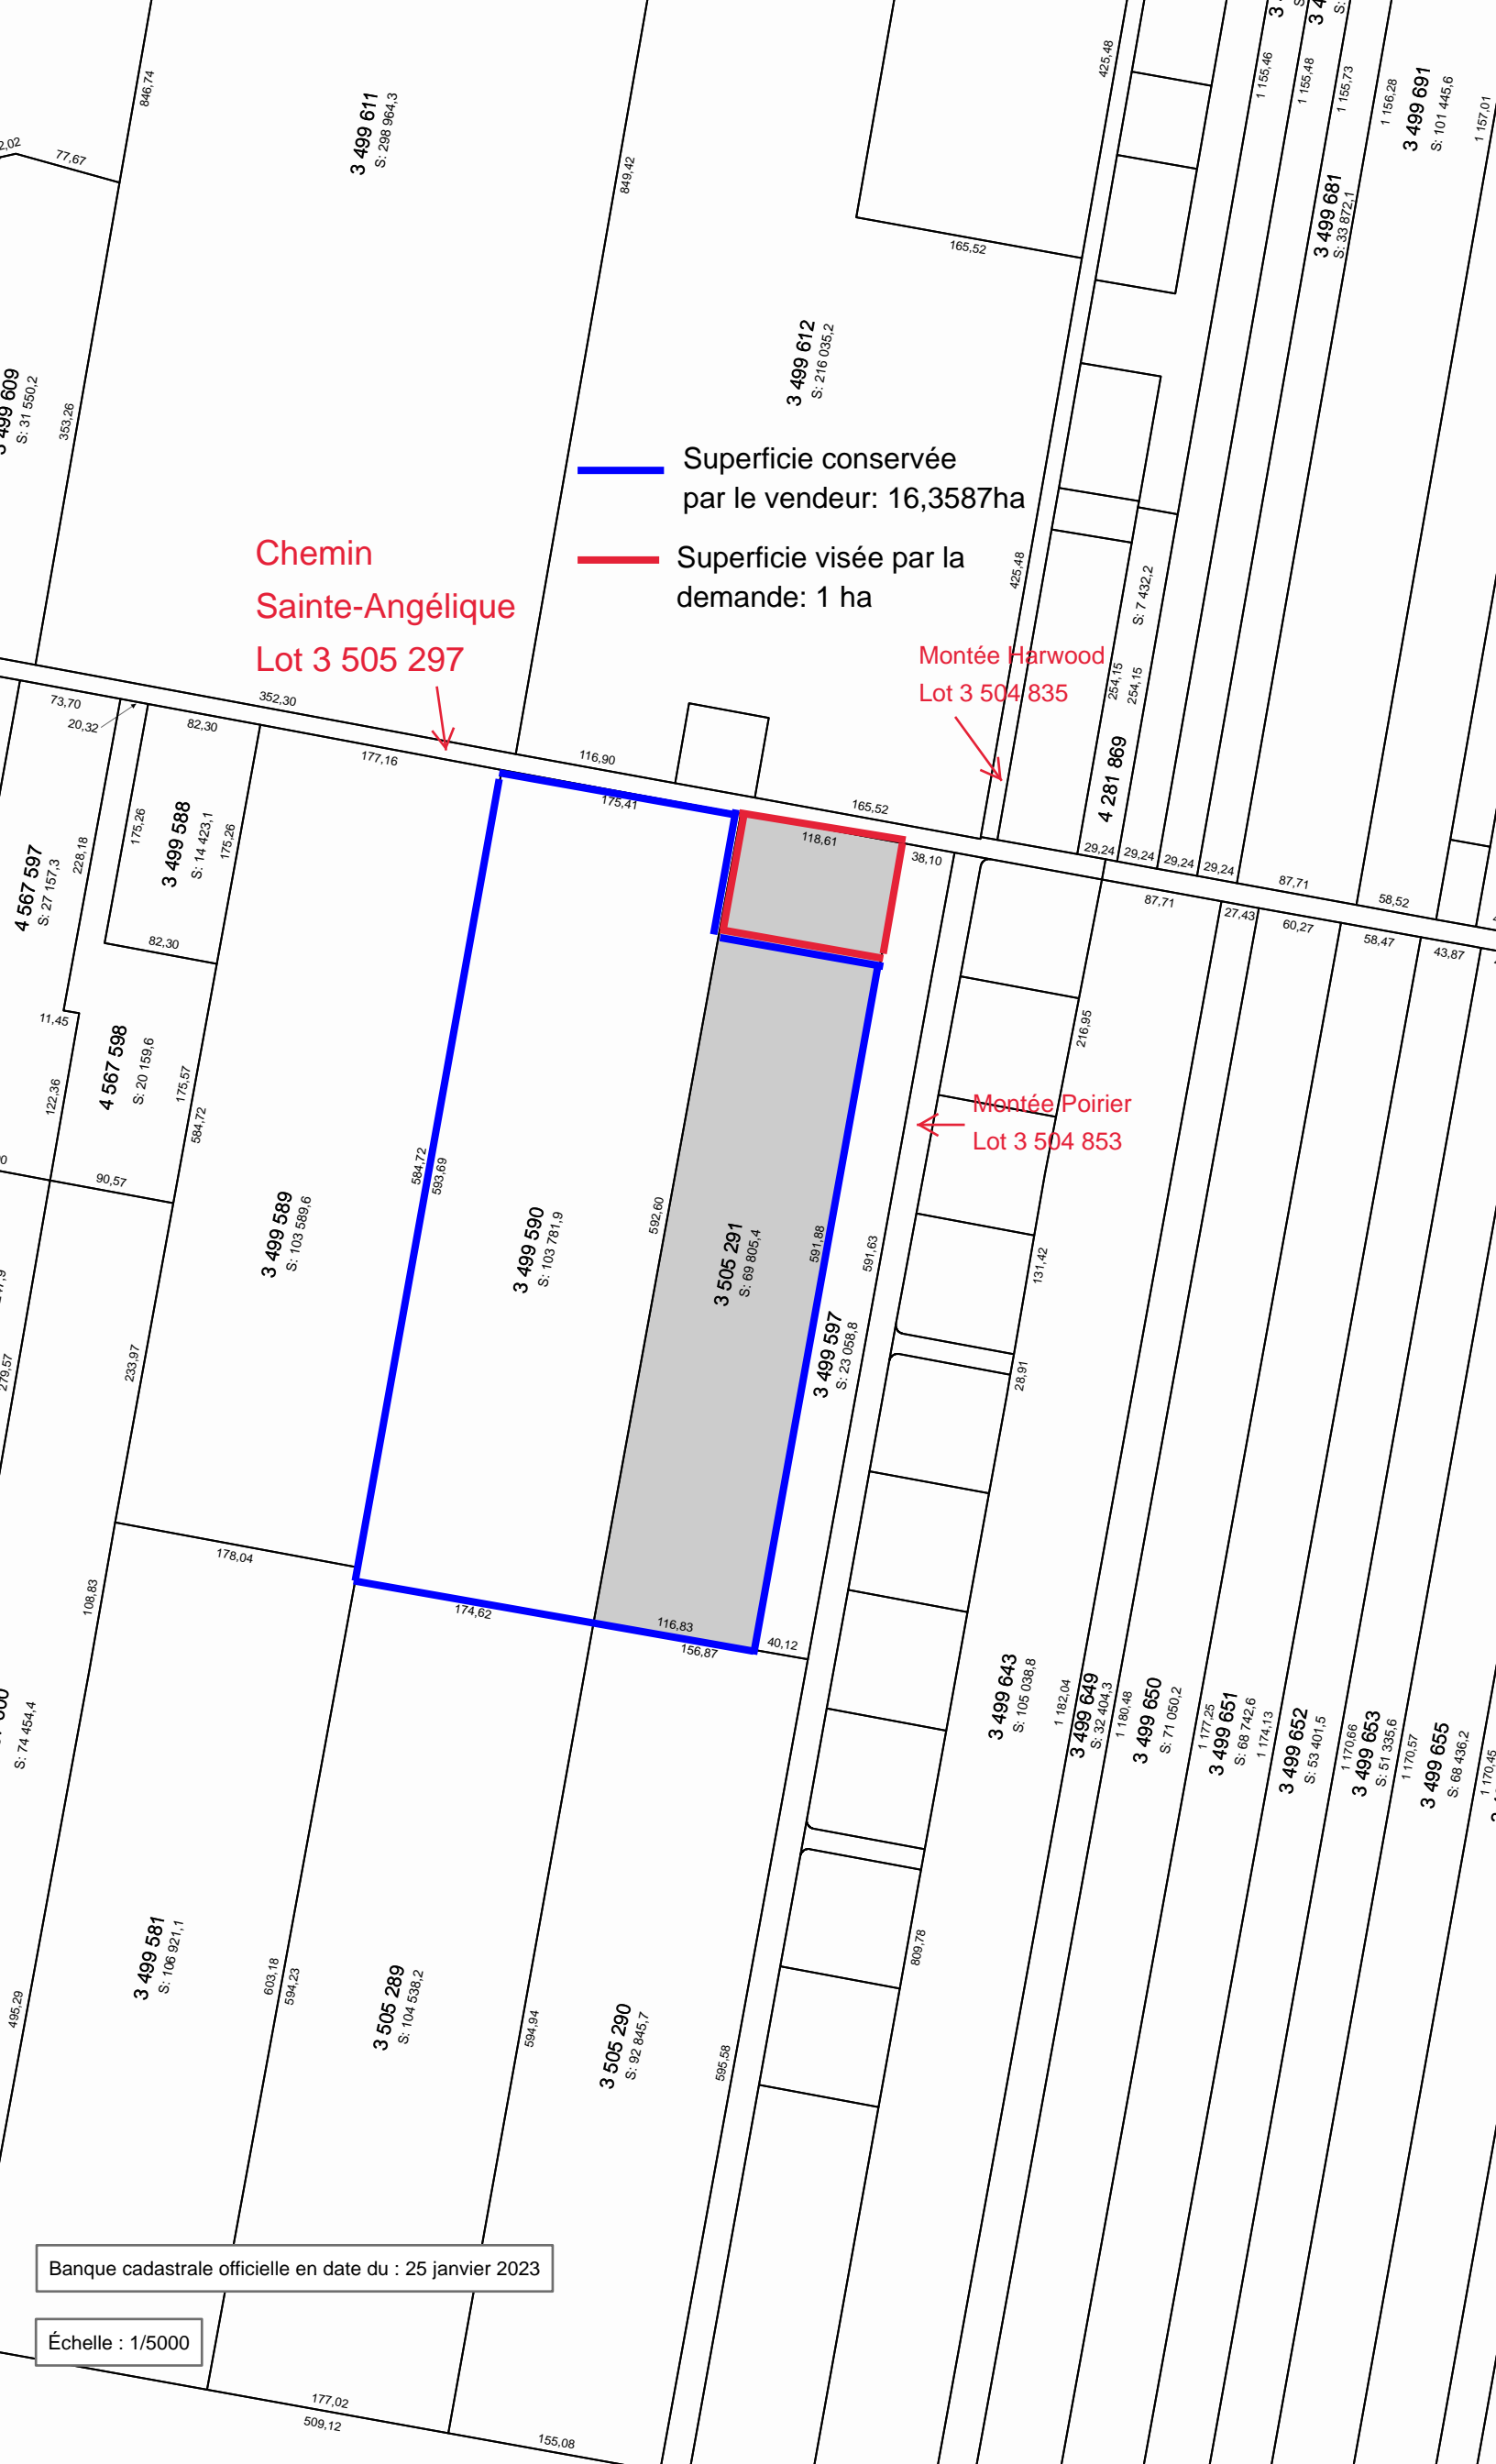 846,74
77,67
3 499 611
S: 298 964,3
849,42
425,48
1 155,46
1 155,48
1 155,73
1 156,28
3 499 691
S: 101 445,6
1 157,01
3 499 681
S: 33 872,1
165,52
3 499 612
S: 216 035,2
3 499 609
S: 31 550,2
353,26
Superficie conservée
par le vendeur: 16,3587ha
Superficie visée par la
demande: 1 ha
Chemin
Sainte-Angélique
Lot 3 505 297
425,48
S: 7 432,2
Montée Harwood
Lot 3 504 835
254,15
254,15
4 281 869
73,70
20,32
82,30
352,30
177,16
116,90
175,41
165,52
118,61
38,10
29,24
29,24
29,24
29,24
87,71
58,52
87,71
27,43
60,27
58,47
43,87
4 567 597
S: 27 157,3
228,18
175,26
3 499 588
S: 14 423,1
175,26
82,30
11,45
4 567 598
S: 20 159,6
122,36
175,57
584,72
90,57
216,95
Montée Poirier
Lot 3 504 853
584,72
593,69
3 499 589
S: 103 589,6
3 499 590
S: 103 781,9
592,60
3 505 291
S: 69 805,4
591,88
591,63
3 499 597
S: 23 058,8
131,42
28,91
279,57
233,97
178,04
108,83
174,62
116,83
156,87
40,12
S: 74 454,4
3 499 643
S: 105 038,8
1 182,04
3 499 649
S: 32 404,3
1 180,48
3 499 650
S: 71 050,2
1 177,25
3 499 651
S: 68 742,6
1 174,13
3 499 652
S: 53 401,5
1 170,66
3 499 653
S: 51 335,6
1 170,57
3 499 655
S: 68 436,2
1 170,45
3 499 581
S: 106 921,1
495,29
603,18
594,23
3 505 289
S: 104 538,2
594,94
3 505 290
S: 92 845,7
595,58
809,78
Banque cadastrale officielle en date du : 25 janvier 2023
Échelle : 1/5000
177,02
509,12
155,08